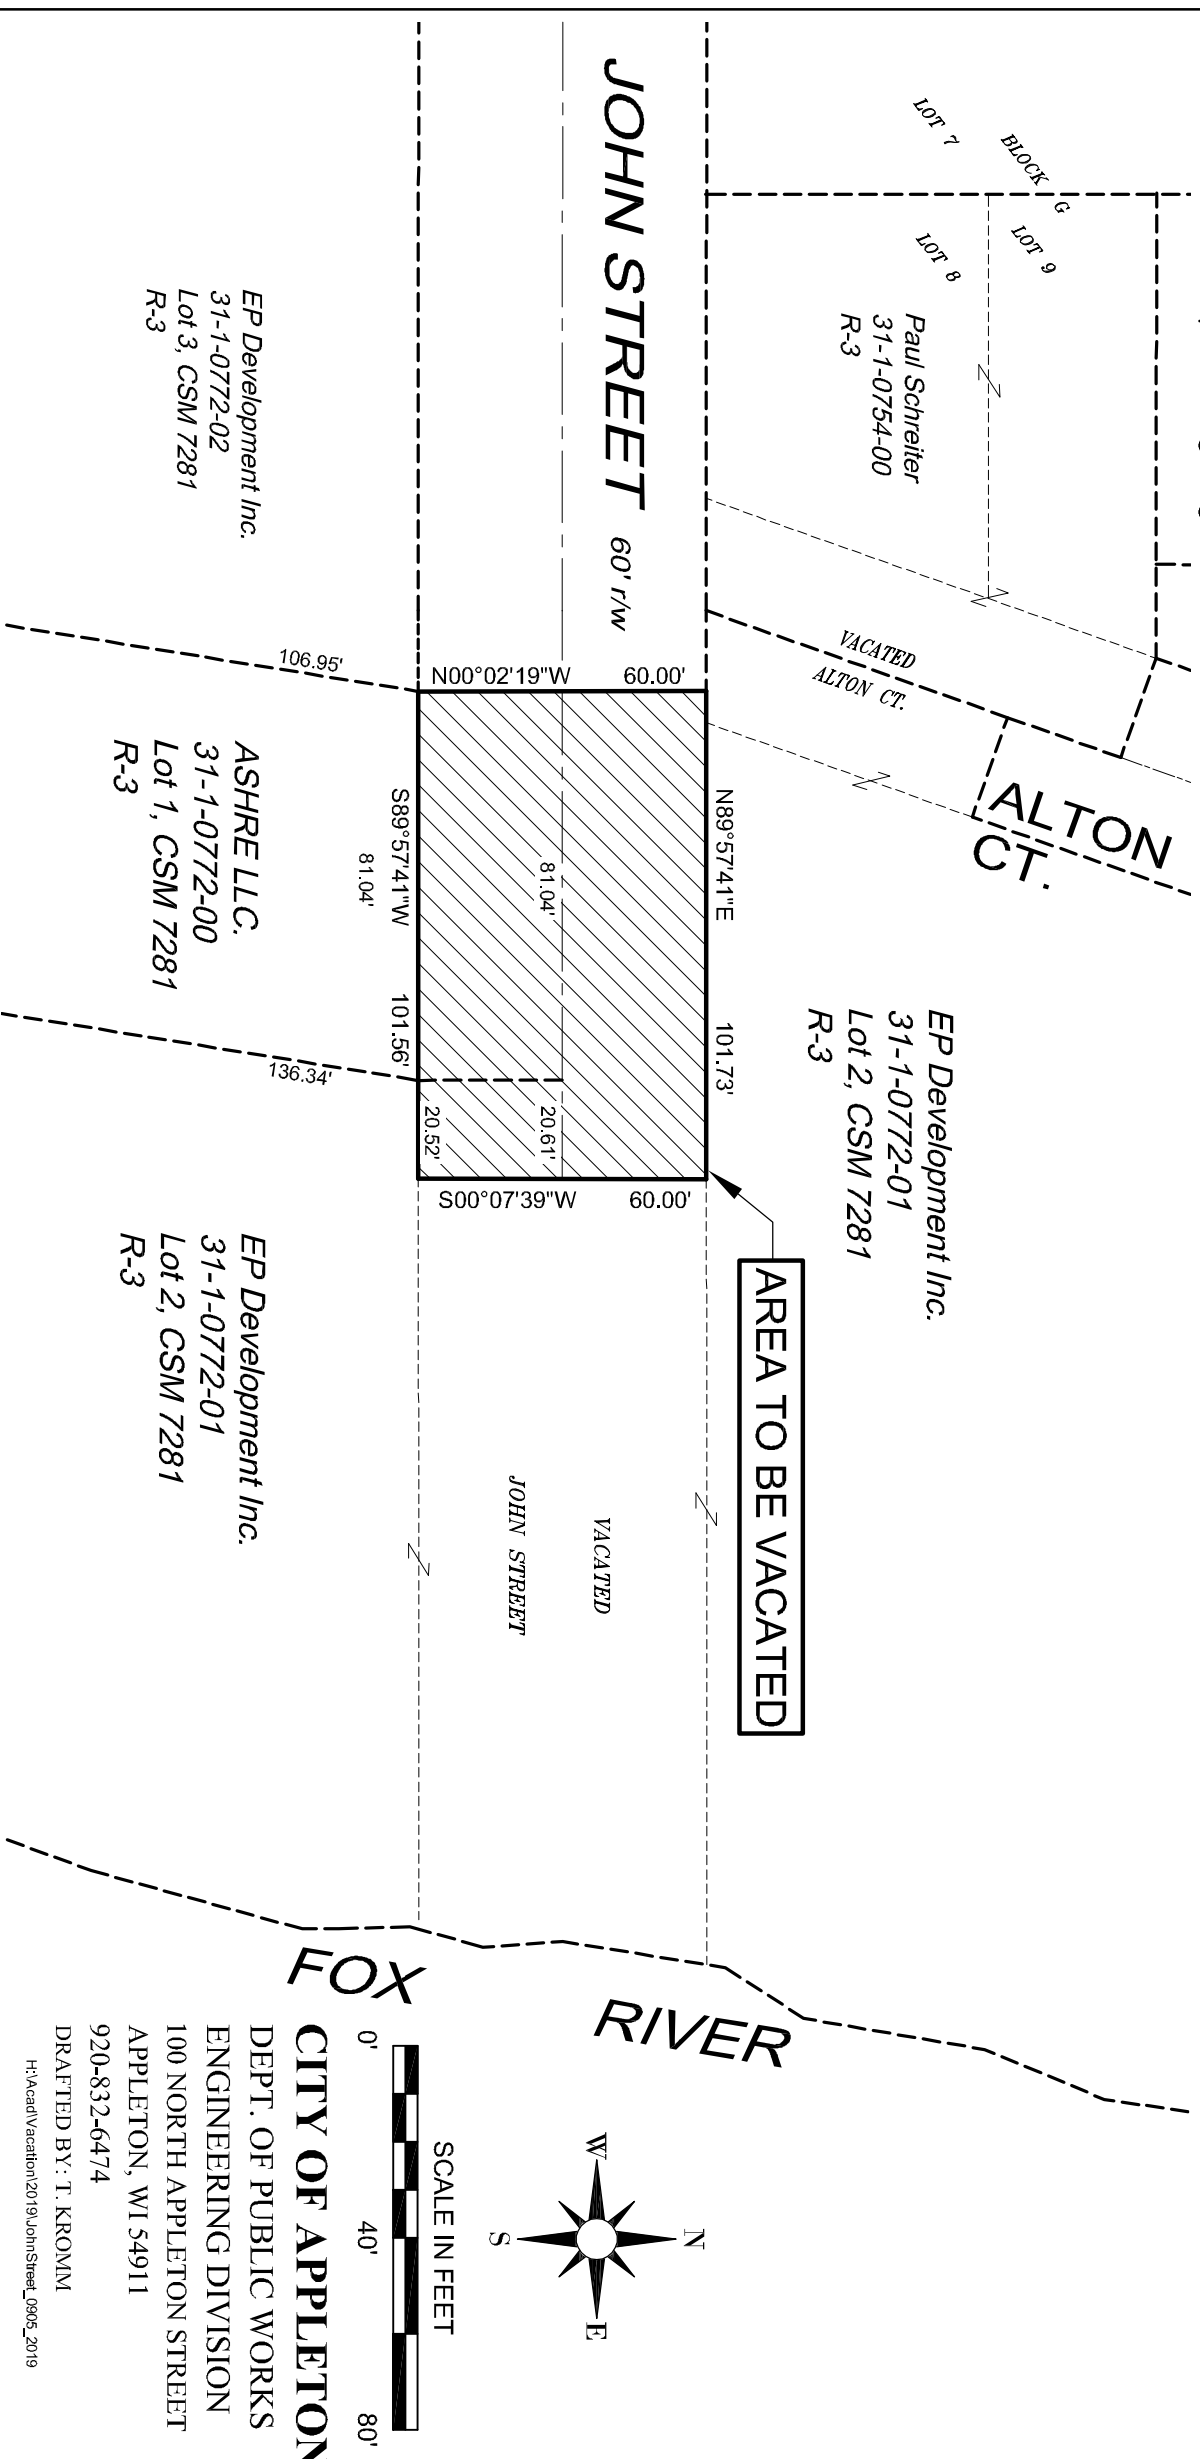 LOT 7
BLOCK G
LOT 9
LOT 8
Paul Schreiter
31-1-0754-00
R-3
JOHN STREET 60' r/w
VACATED
ALTON CT.
ALTON
CT.
EP Development Inc.
31-1-0772-02
Lot 3, CSM 7281
R-3
106.95'
N00°02'19"W 60.00'
N89°57'41"E 101.73'
81.04'
20.61'
20.52'
S89°57'41"W 101.56'
81.04'
S00°07'39"W 60.00'
ASHRE LLC.
31-1-0772-00
Lot 1, CSM 7281
R-3
136.34'
EP Development Inc.
31-1-0772-01
Lot 2, CSM 7281
R-3
AREA TO BE VACATED
VACATED
JOHN STREET
EP Development Inc.
31-1-0772-01
Lot 2, CSM 7281
R-3
FOX
RIVER
N
W
E
S
SCALE IN FEET
0' 40' 80'
CITY OF APPLETON
DEPT. OF PUBLIC WORKS
ENGINEERING DIVISION
100 NORTH APPLETON STREET
APPLETON, WI 54911
920-832-6474
DRAFTED BY: T. KROMM
H:\Acad\Vacation\2019\JohnStreet_0905_2019